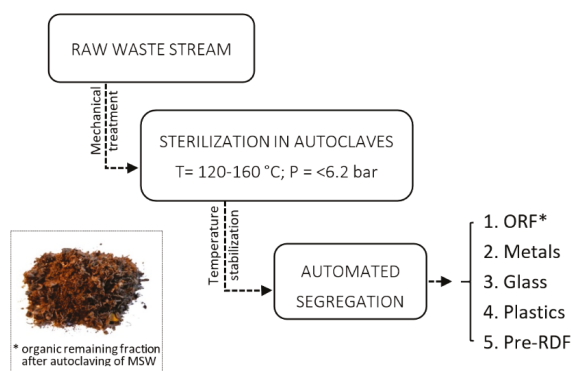 RAW WASTE STREAM
Mechanical
treatment
STERILIZATION IN AUTOCLAVES
T= 120-160 °C; P = <6.2 bar
Temperature
stabilization
AUTOMATED
SEGREGATION
1. ORF*
2. Metals
3. Glass
4. Plastics
5. Pre-RDF
* organic remaining fraction
after autoclaving of MSW